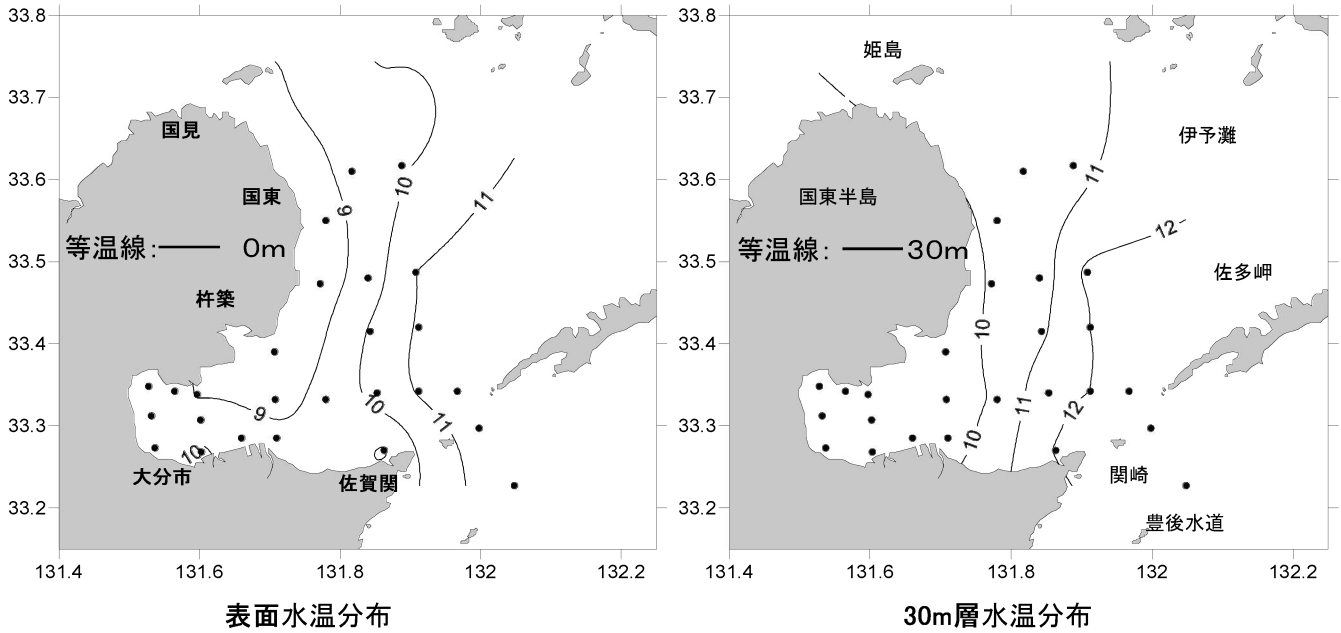 33.8
33.7
33.6
33.5
33.4
33.3
33.2
131.4
131.6
131.8
132
132.2
国見
国東
等温線: 0m
杵築
大分市
佐賀関
9
10
11
9
10
11
10
表面水温分布
33.8
33.7
33.6
33.5
33.4
33.3
33.2
131.4
131.6
131.8
132
132.2
姫島
伊予灘
国東半島
等温線: 30m
佐多岬
関崎
豊後水道
11
12
10
11
12
10
30m層水温分布